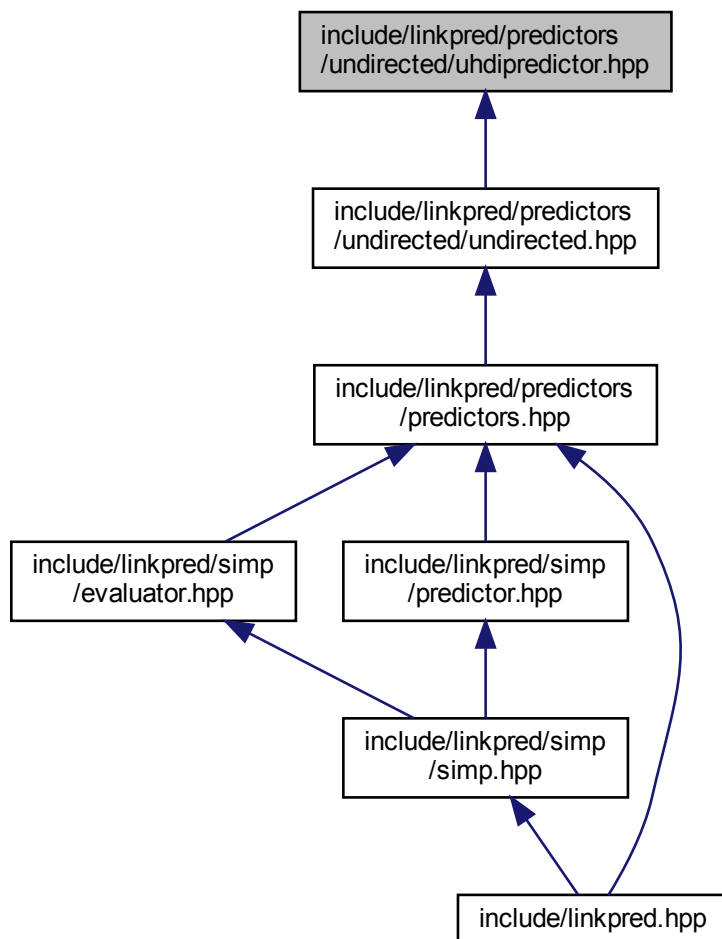 include/linkpred/predictors
/undirected/uhdipredictor.hpp
include/linkpred/predictors
/undirected/undirected.hpp
include/linkpred/predictors
/predictors.hpp
include/linkpred/simp
/evaluator.hpp
include/linkpred/simp
/predictor.hpp
include/linkpred/simp
/simp.hpp
include/linkpred.hpp